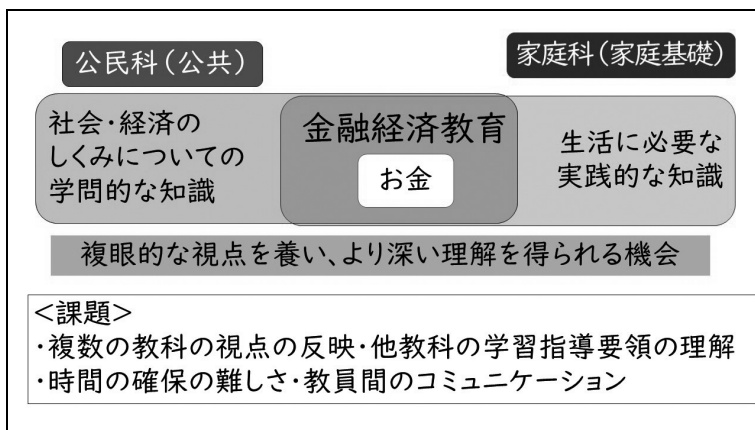 公民科(公共)
家庭科(家庭基礎)
社会・経済の
しくみについての
学問的な知識
金融経済教育
お金
生活に必要な
実践的な知識
複眼的な視点を養い、より深い理解を得られる機会
<課題>
・複数の教科の視点の反映・他教科の学習指導要領の理解
・時間の確保の難しさ・教員間のコミュニケーション